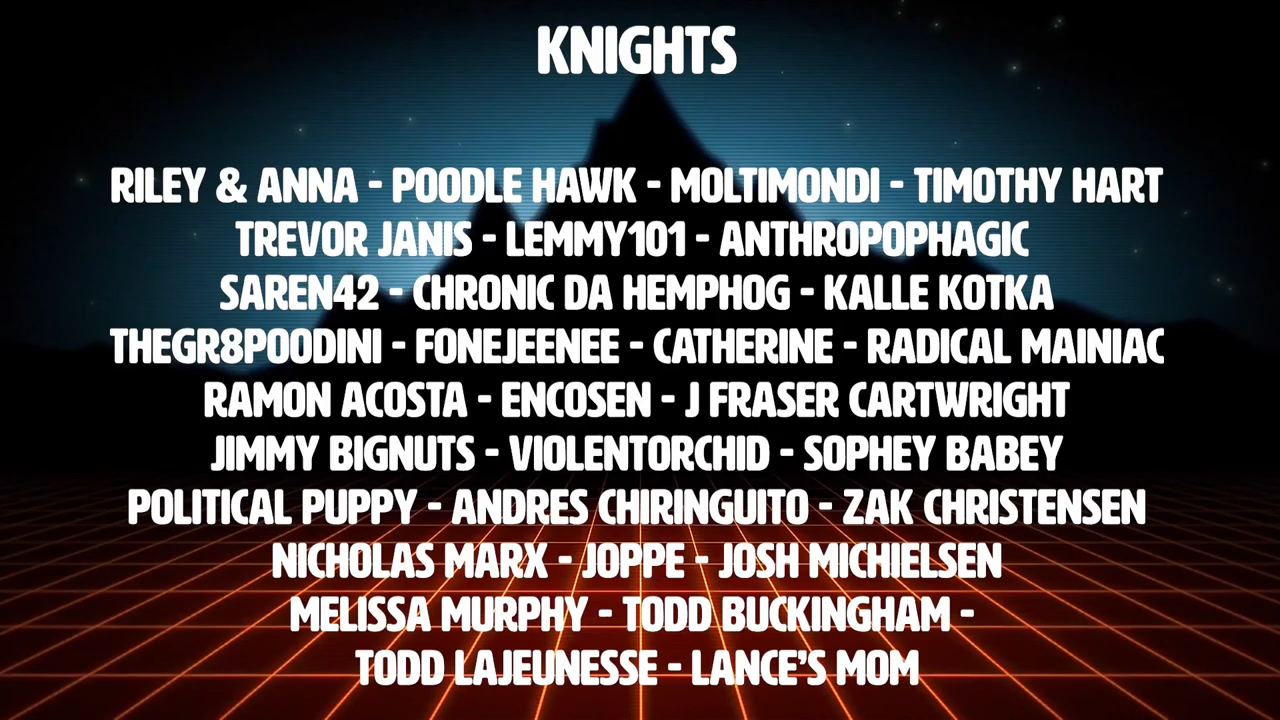 KNIGHTS
RILEY & ANNA - POODLE HAWK - MOLTIMONDI - TIMOTHY HART
TREVOR JANIS - LEMMY101 - ANTHROPOPHAGIC
SAREN42 - CHRONIC DA HEMPHOG - KALLE KOTKA
THEGR8POODINI - FONEJEENEE - CATHERINE - RADICAL MAINIAC
RAMON ACOSTA - ENCOSEN - J FRASER CARTWRIGHT
JIMMY BIGNUTS - VIOLENTORCHID - SOPHEY BABEY
POLITICAL PUPPY - ANDRES CHIRINGUITO - ZAK CHRISTENSEN
NICHOLAS MARX - JOPPE - JOSH MICHIELSEN
MELISSA MURPHY - TODD BUCKINGHAM -
TODD LAJEUNESSE - LANCE'S MOM